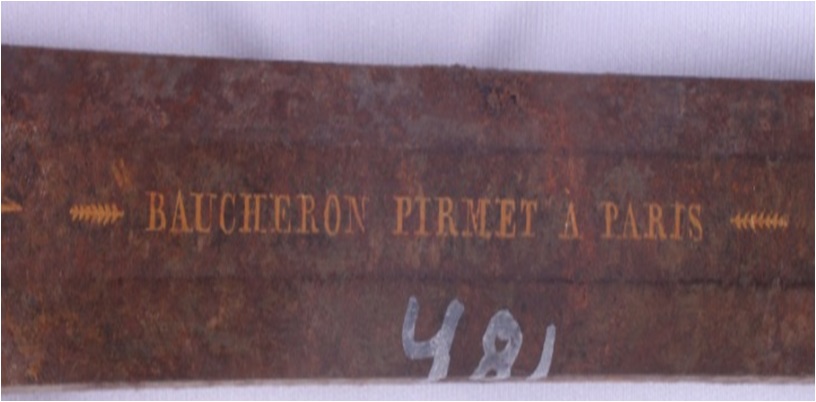 BAUCHERON PIRMET À PARIS
481